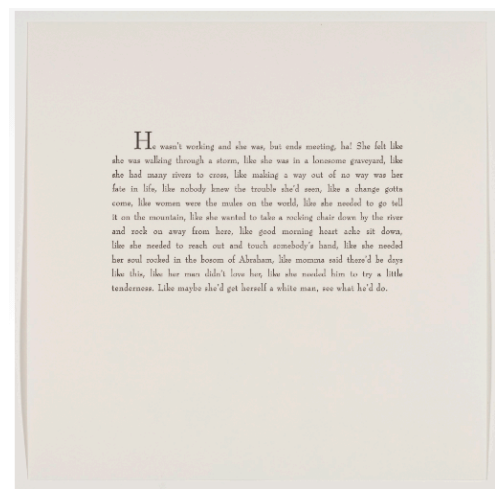 He wasn't working and she was, but ends meeting, ha! She felt like
she was walking through a storm, like she was in a lonesome graveyard, like
she had many rivers to cross, like making a way out of no way was her
fate in life, like nobody knew the trouble she'd seen, like a change gotta
come, like women were the mules on the world, like she needed to go tell
it on the mountain, like she wanted to take a rocking chair down by the river
and rock on away from here, like good morning heart ache sit down,
like she needed to reach out and touch somebody's hand, like she needed
her soul rocked in the bosom of Abraham, like momma said there'd be days
like this, like her man didn't love her, like she needed him to try a little
tenderness. Like maybe she'd get herself a white man, see what he'd do.